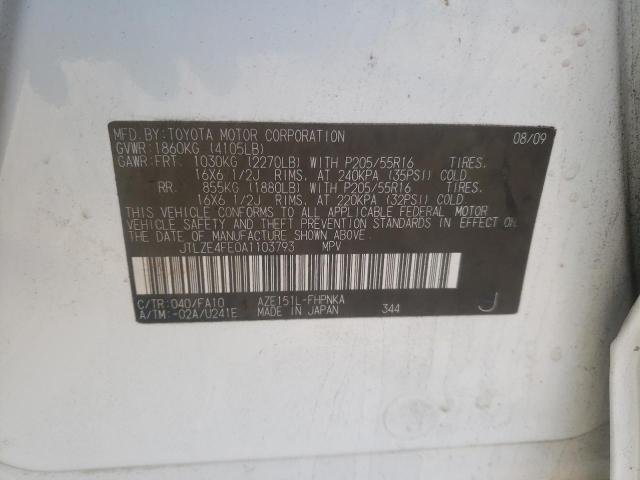 MFD. BY: TOYOTA MOTOR CORPORATION 08/09
GVWR: 1860KG (4105LB)
GAWR: FRT. 1030KG (2270LB) WITH P205/55R16 TIRES.
16X6 1/2J RIMS. AT 240KPA (35PSI) COLD
RR. 855KG (1880LB) WITH P205/55R16 TIRES.
16X6 1/2J RIMS. AT 220KPA (32PSI) COLD
THIS VEHICLE CONFORMS TO ALL APPLICABLE FEDERAL MOTOR
VEHICLE SAFETY AND THEFT PREVENTION STANDARDS IN EFFECT ON
THE DATE OF MANUFACTURE SHOWN ABOVE.
JTLZE4FE0A1103793 MPV
C/TR: 040/FA10 AZE151L-FHPNKA
A/TM: -02A/U241E MADE IN JAPAN 344 J